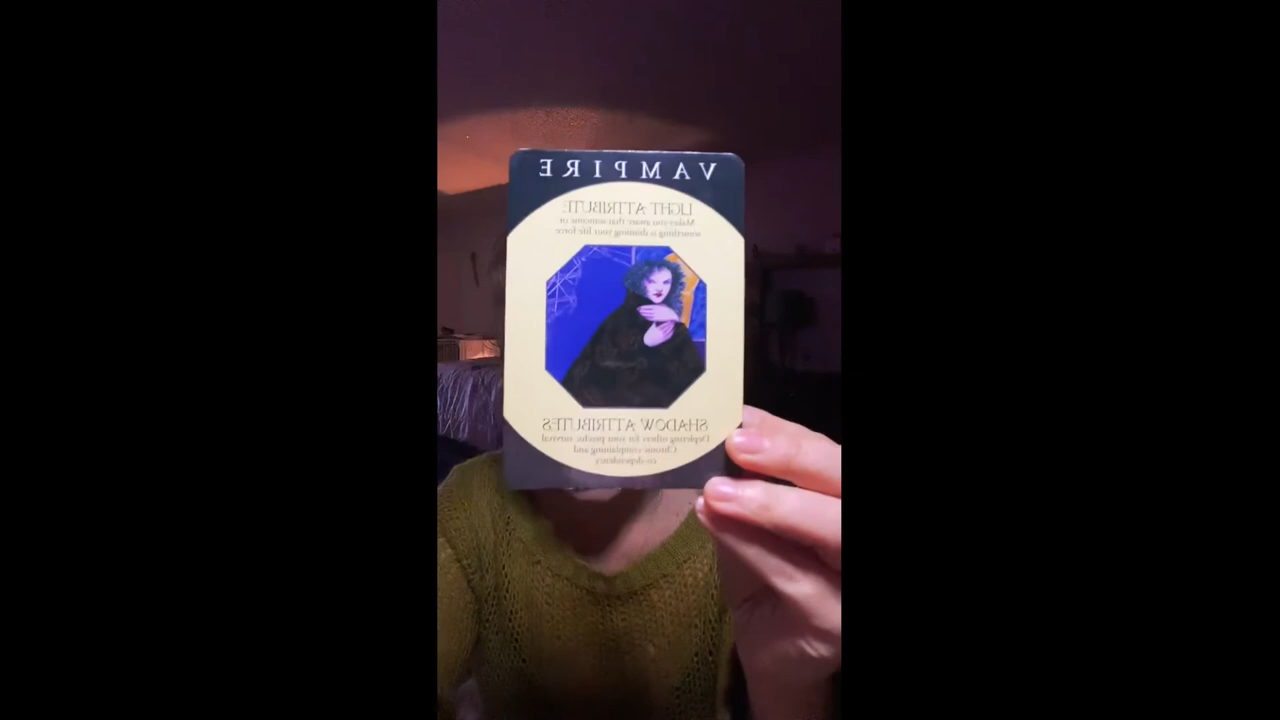 VAMPIRE
LIGHT ATTRIBUTE
Makes you aware that someone or
something is draining your life force
SHADOW ATTRIBUTES
Depleting others for your psychic survival
Chronic complaining and
co-dependency